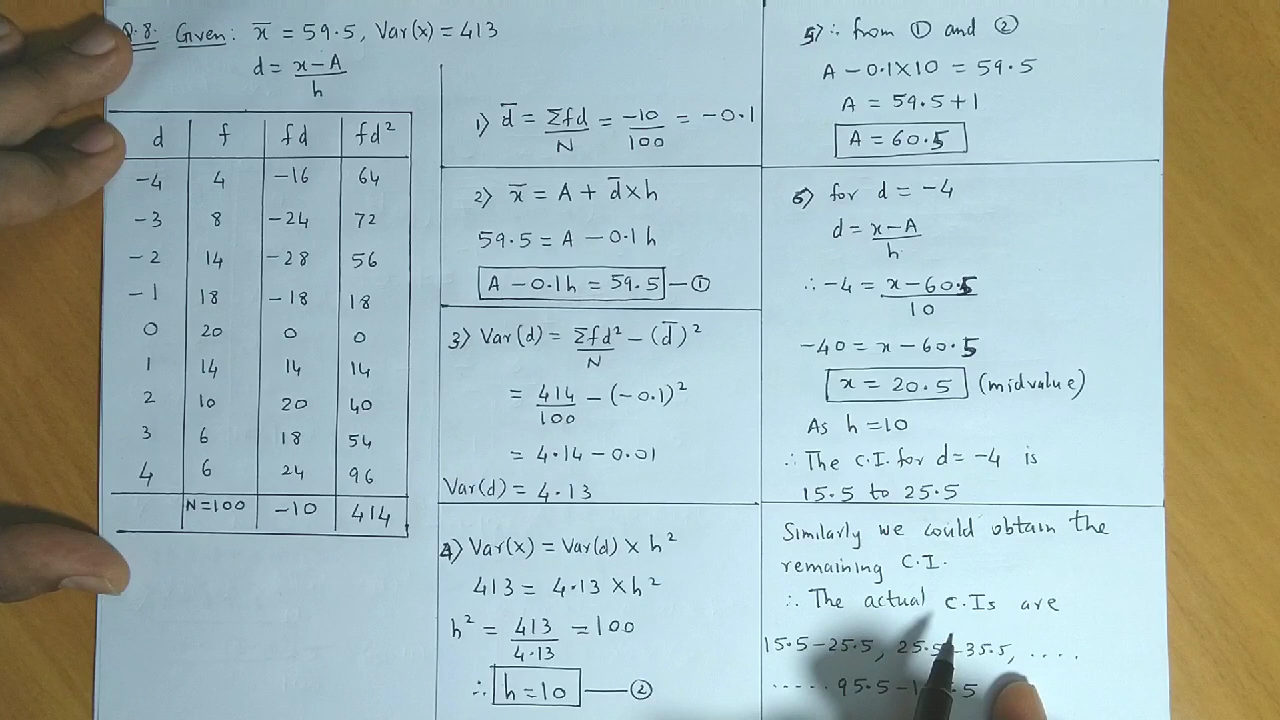 Q.8. Given: x̄ = 59.5, Var(x) = 413
d = x-A/h
d f fd fd²
-4 4 -16 64
-3 8 -24 72
-2 14 -28 56
-1 18 -18 18
0 20 0 0
1 14 14 14
2 10 20 40
3 6 18 54
4 6 24 96
N=100 -10 414
1) d̄ = Σfd/N = -10/100 = -0.1
2) x̄ = A + d̄×h
59.5 = A - 0.1h
A - 0.1h = 59.5 — ①
3) Var(d) = Σfd²/N - (d̄)²
= 414/100 - (-0.1)²
= 4.14 - 0.01
Var(d) = 4.13
4) Var(x) = Var(d) × h²
413 = 4.13 × h²
h² = 413/4.13 = 100
∴ h = 10 — ②
5) ∴ from ① and ②
A - 0.1×10 = 59.5
A = 59.5+1
A = 60.5
6) for d = -4
d = x-A/h
∴ -4 = x-60.5/10
-40 = x-60.5
x = 20.5 (midvalue)
As h = 10
∴ The C.I. for d = -4 is
15.5 to 25.5
Similarly we could obtain the
remaining C.I.
∴ The actual C.Is are
15.5-25.5, 25.5-35.5, ....
..... 95.5-